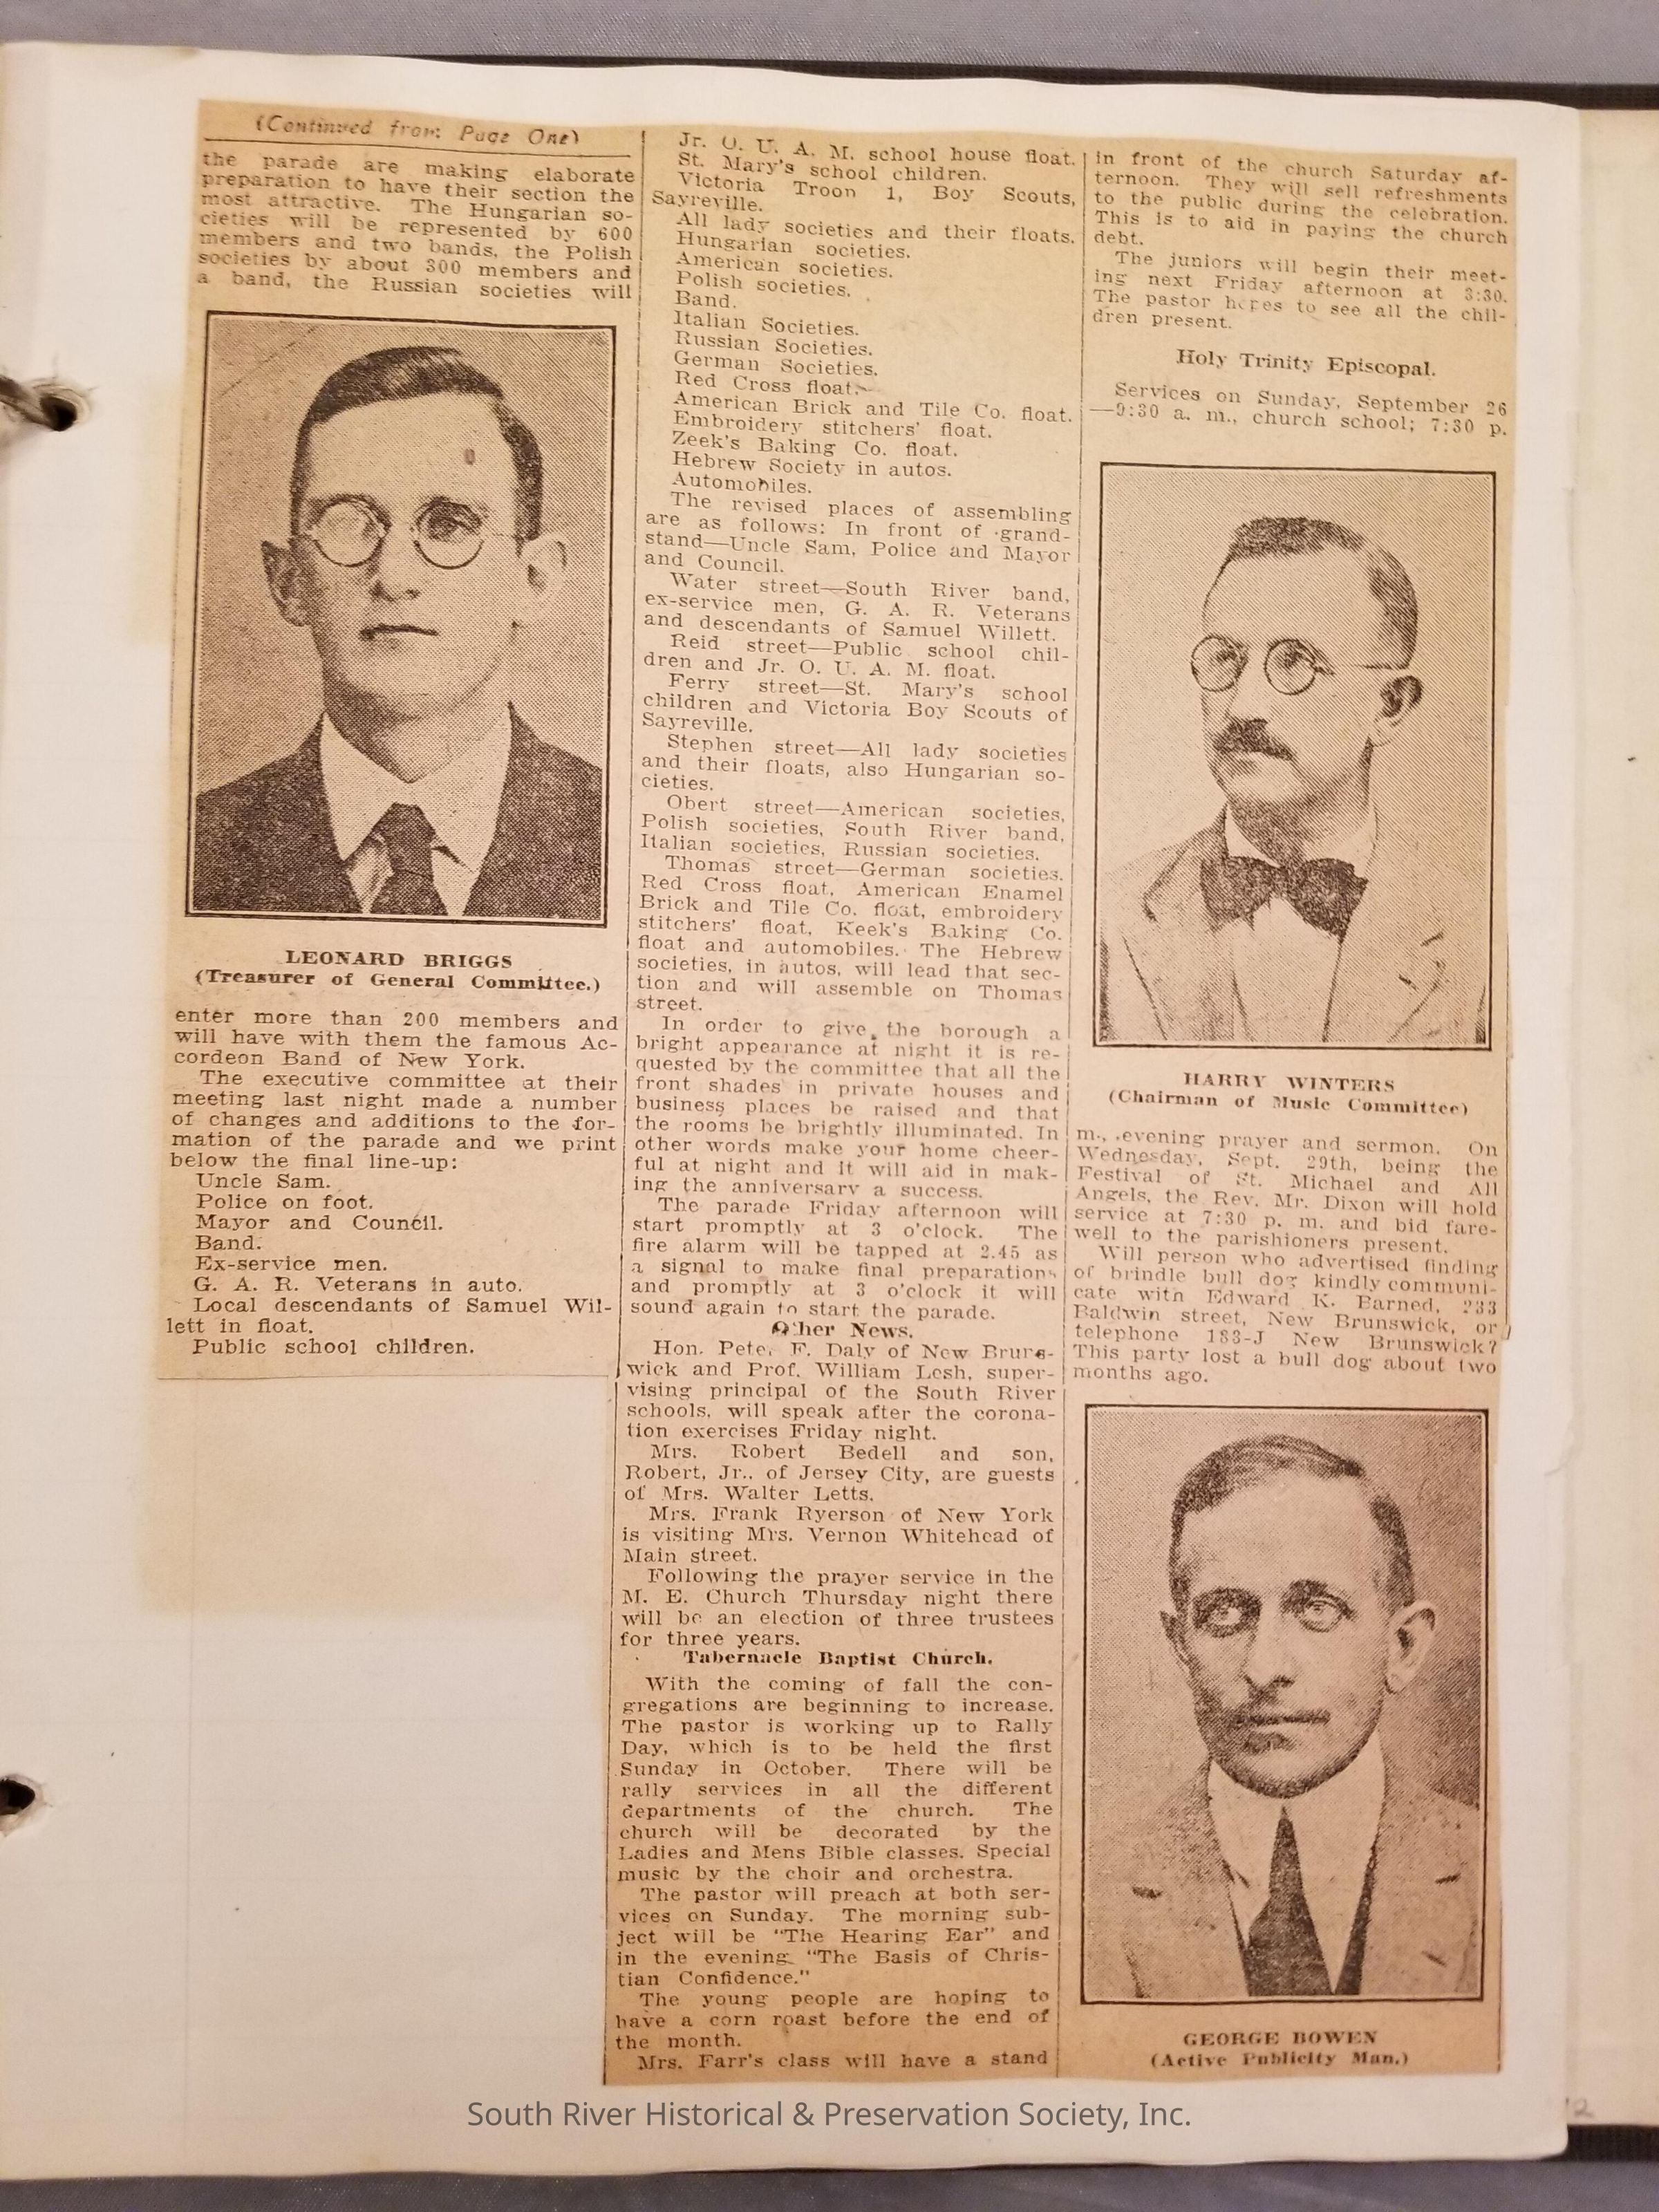 (Continued from Page One)
the parade are making elaborate
preparation to have their section the
most attractive. The Hungarian so-
cieties will be represented by 600
members and two bands, the Polish
societies by about 300 members and
a band, the Russian societies will
LEONARD BRIGGS
(Treasurer of General Committee.)
enter more than 200 members and
will have with them the famous Ac-
cordeon Band of New York.
The executive committee at their
meeting last night made a number
of changes and additions to the for-
mation of the parade and we print
below the final line-up:
Uncle Sam.
Police on foot.
Mayor and Council.
Band.
Ex-service men.
G. A. R. Veterans in auto.
Local descendants of Samuel Wil-
lett in float.
Public school children.
Jr. O. U. A. M. school house float.
St. Mary's school children.
Victoria Troop 1, Boy Scouts,
Sayreville.
All lady societies and their floats.
Hungarian societies.
American societies.
Polish societies.
Band.
Italian Societies.
Russian Societies.
German Societies.
Red Cross float.
American Brick and Tile Co. float.
Embroidery stitchers' float.
Zeek's Baking Co. float.
Hebrew Society in autos.
Automobiles.
The revised places of assembling
are as follows: In front of grand-
stand—Uncle Sam, Police and Mayor
and Council.
Water street—South River band,
ex-service men, G. A. R. Veterans
and descendants of Samuel Willett.
Reid street—Public school chil-
dren and Jr. O. U. A. M. float.
Ferry street—St. Mary's school
children and Victoria Boy Scouts of
Sayreville.
Stephen street—All lady societies
and their floats, also Hungarian so-
cieties.
Obert street—American societies,
Polish societies, South River band,
Italian societies, Russian societies.
Thomas street—German societies.
Red Cross float, American Enamel
Brick and Tile Co. float, embroidery
stitchers' float, Keek's Baking Co.
float and automobiles. The Hebrew
societies, in autos, will lead that sec-
tion and will assemble on Thomas
street.
In order to give the borough a
bright appearance at night it is re-
quested by the committee that all the
front shades in private houses and
business places be raised and that
the rooms be brightly illuminated. In
other words make your home cheer-
ful at night and it will aid in mak-
ing the anniversary a success.
The parade Friday afternoon will
start promptly at 3 o'clock. The
fire alarm will be tapped at 2.45 as
a signal to make final preparations
and promptly at 3 o'clock it will
sound again to start the parade.
Other News.
Hon. Peter F. Daly of New Bruns-
wick and Prof. William Lesh, super-
vising principal of the South River
schools, will speak after the corona-
tion exercises Friday night.
Mrs. Robert Bedell and son,
Robert, Jr., of Jersey City, are guests
of Mrs. Walter Letts.
Mrs. Frank Ryerson of New York
is visiting Mrs. Vernon Whitehead of
Main street.
Following the prayer service in the
M. E. Church Thursday night there
will be an election of three trustees
for three years.
Tabernacle Baptist Church.
With the coming of fall the con-
gregations are beginning to increase.
The pastor is working up to Rally
Day, which is to be held the first
Sunday in October. There will be
rally services in all the different
departments of the church. The
church will be decorated by the
Ladies and Mens Bible classes. Special
music by the choir and orchestra.
The pastor will preach at both ser-
vices on Sunday. The morning sub-
ject will be "The Hearing Ear" and
in the evening "The Basis of Chris-
tian Confidence."
The young people are hoping to
have a corn roast before the end of
the month.
Mrs. Farr's class will have a stand
in front of the church Saturday af-
ternoon. They will sell refreshments
to the public during the celebration.
This is to aid in paying the church
debt.
The juniors will begin their meet-
ing next Friday afternoon at 3:30.
The pastor hopes to see all the chil-
dren present.
Holy Trinity Episcopal.
Services on Sunday, September 26
—9:30 a. m., church school; 7:30 p.
HARRY WINTERS
(Chairman of Music Committee)
m., evening prayer and sermon. On
Wednesday, Sept. 29th, being the
Festival of St. Michael and All
Angels, the Rev. Mr. Dixon will hold
service at 7:30 p. m. and bid fare-
well to the parishioners present.
Will person who advertised finding
of brindle bull dog kindly communi-
cate with Edward K. Barned, 233
Baldwin street, New Brunswick, or
telephone 183-J New Brunswick?
This party lost a bull dog about two
months ago.
GEORGE BOWEN
(Active Publicity Man.)
South River Historical & Preservation Society, Inc.
12